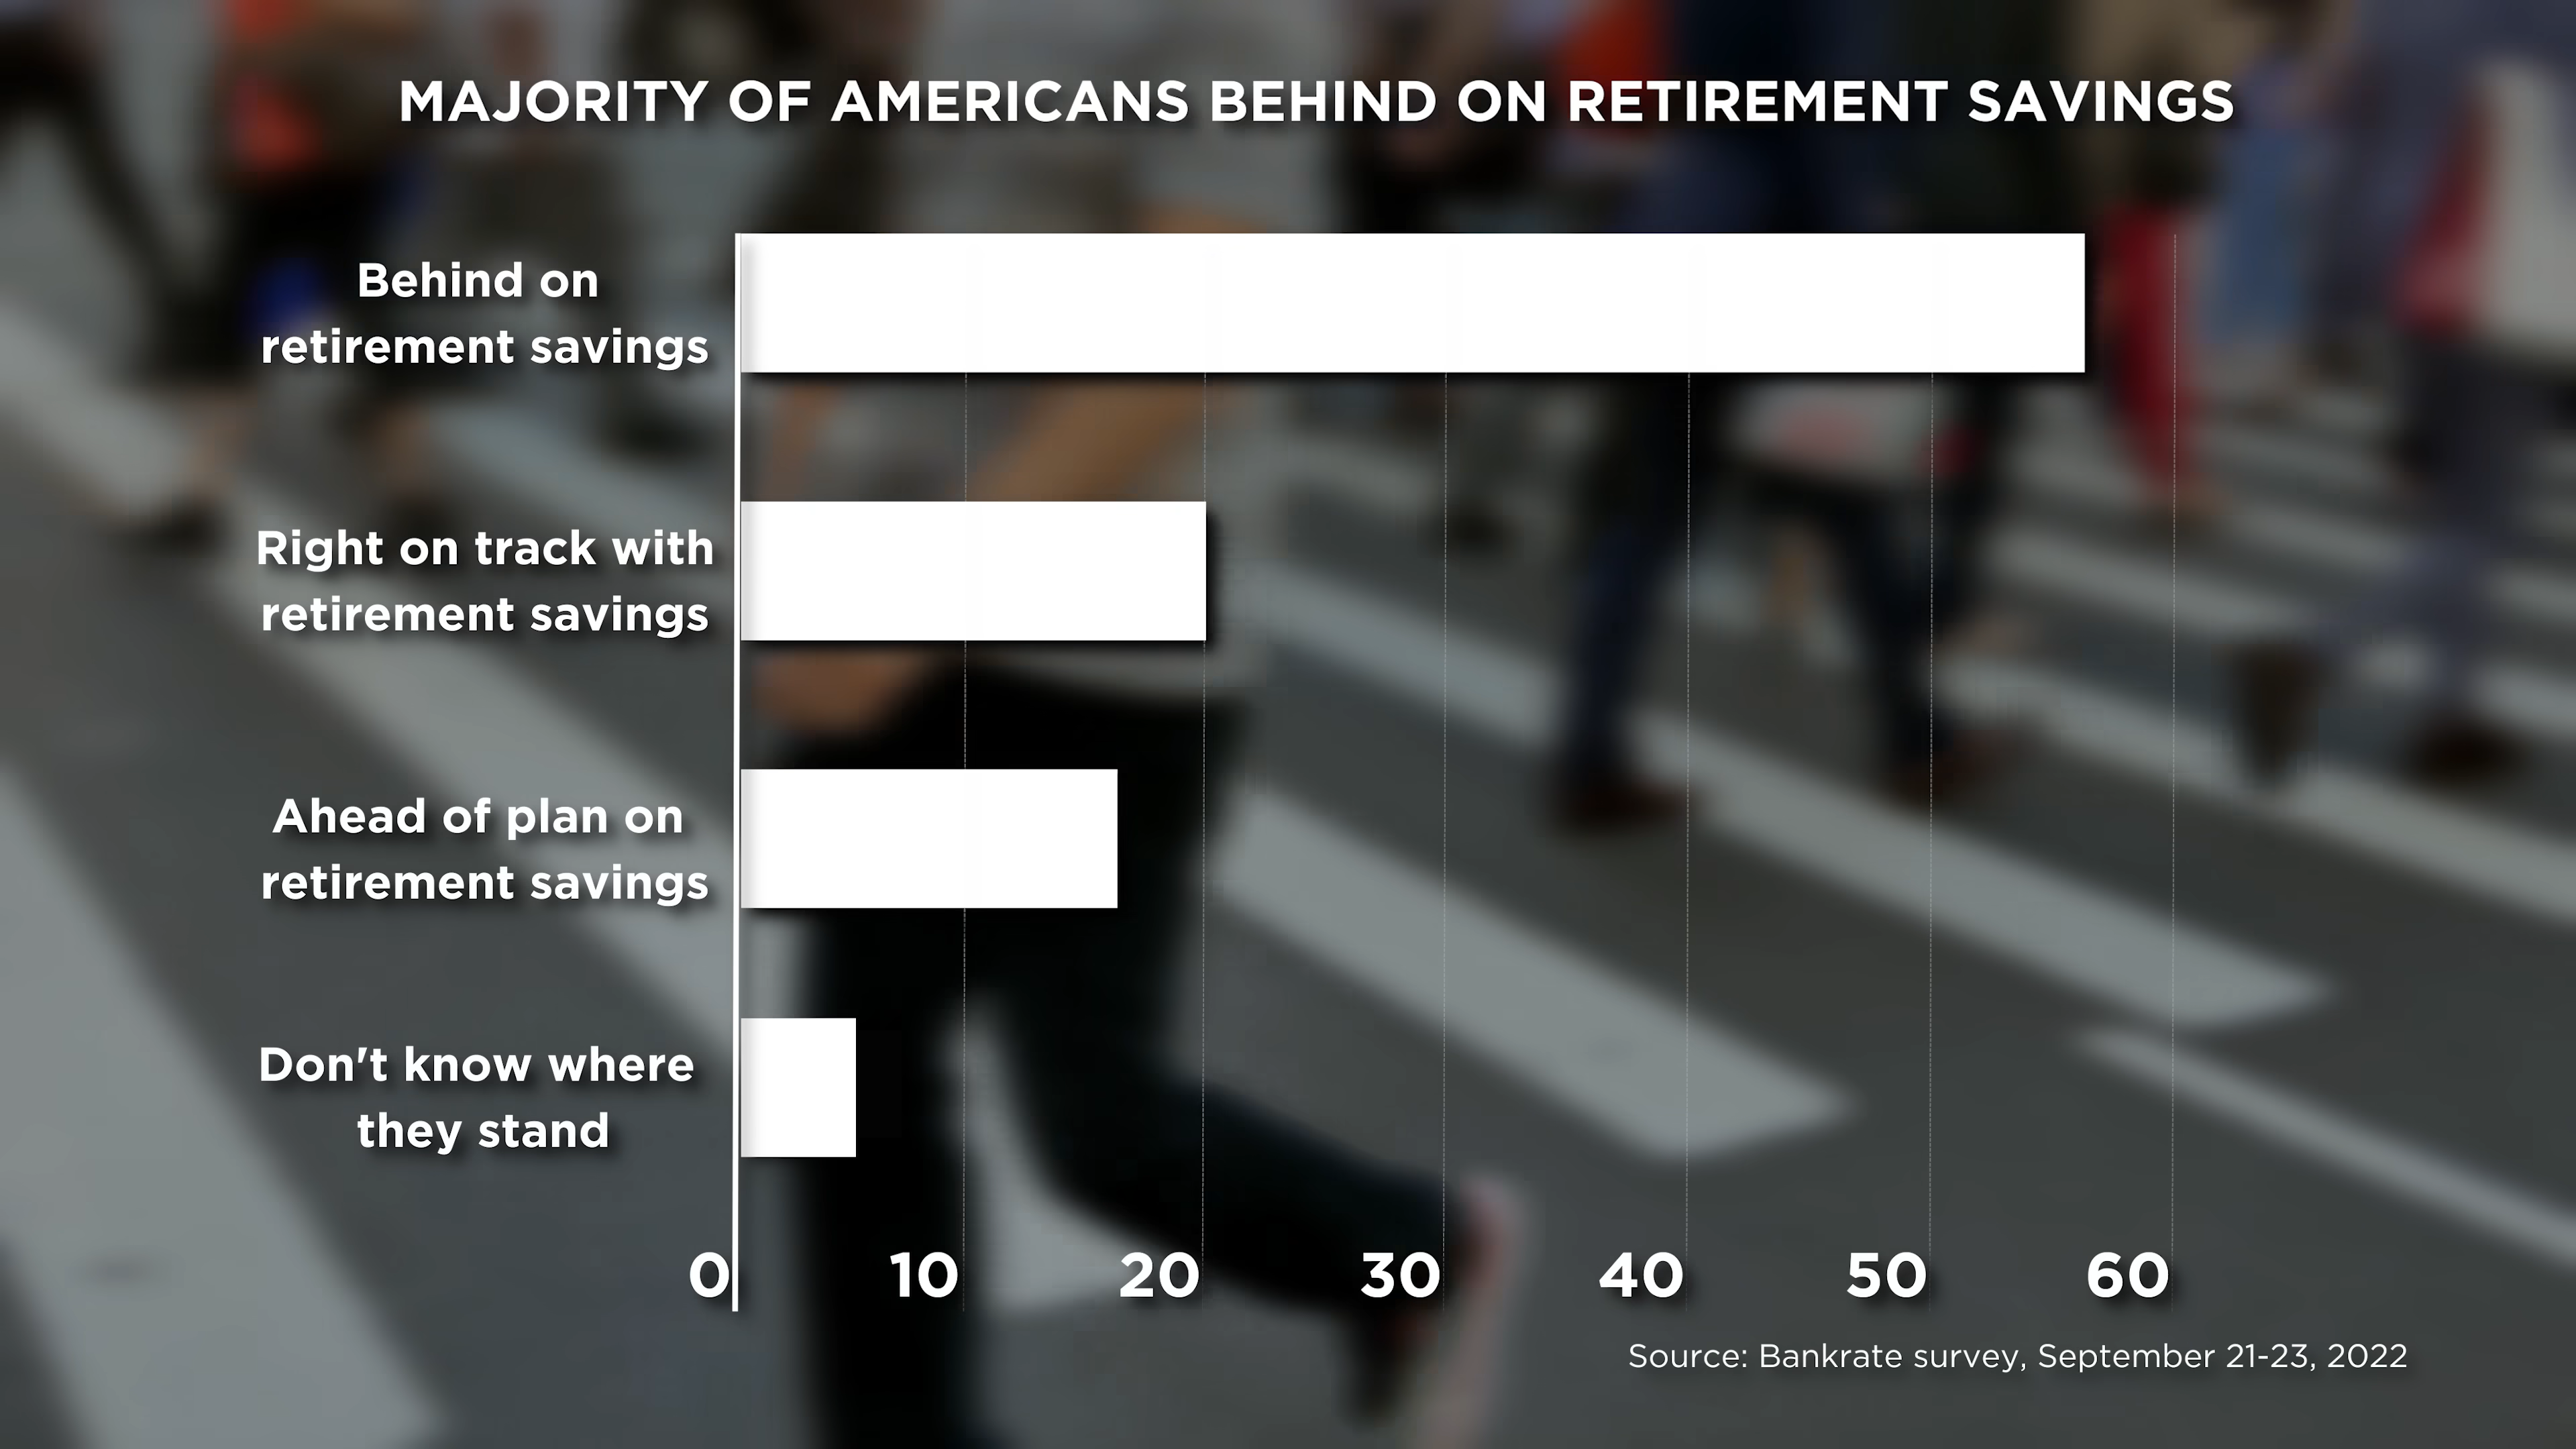 MAJORITY OF AMERICANS BEHIND ON RETIREMENT SAVINGS
Behind on
retirement savings
Right on track with
retirement savings
Ahead of plan on
retirement savings
Don't know where
they stand
0 10 20 30 40 50 60
Source: Bankrate survey, September 21-23, 2022